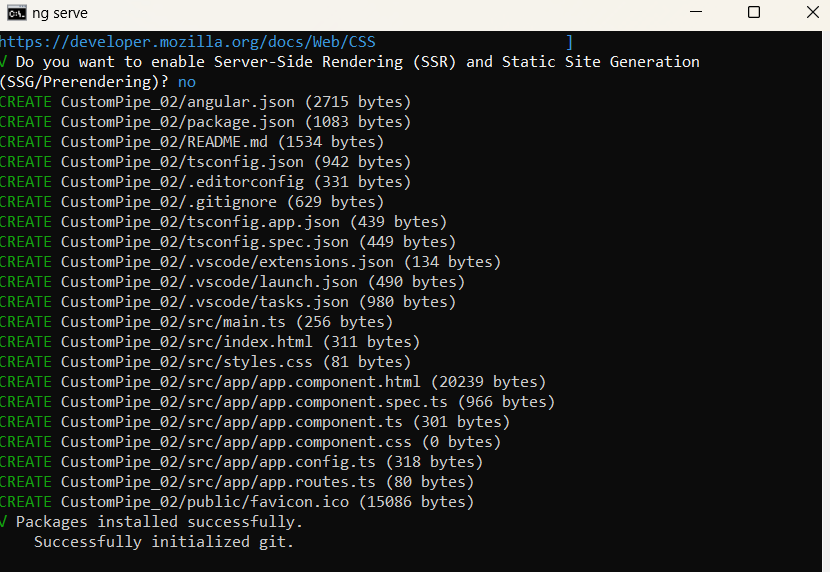 ng serve
https://developer.mozilla.org/docs/Web/CSS ]
√ Do you want to enable Server-Side Rendering (SSR) and Static Site Generation
(SSG/Prerendering)? no
CREATE CustomPipe_02/angular.json (2715 bytes)
CREATE CustomPipe_02/package.json (1083 bytes)
CREATE CustomPipe_02/README.md (1534 bytes)
CREATE CustomPipe_02/tsconfig.json (942 bytes)
CREATE CustomPipe_02/.editorconfig (331 bytes)
CREATE CustomPipe_02/.gitignore (629 bytes)
CREATE CustomPipe_02/tsconfig.app.json (439 bytes)
CREATE CustomPipe_02/tsconfig.spec.json (449 bytes)
CREATE CustomPipe_02/.vscode/extensions.json (134 bytes)
CREATE CustomPipe_02/.vscode/launch.json (490 bytes)
CREATE CustomPipe_02/.vscode/tasks.json (980 bytes)
CREATE CustomPipe_02/src/main.ts (256 bytes)
CREATE CustomPipe_02/src/index.html (311 bytes)
CREATE CustomPipe_02/src/styles.css (81 bytes)
CREATE CustomPipe_02/src/app/app.component.html (20239 bytes)
CREATE CustomPipe_02/src/app/app.component.spec.ts (966 bytes)
CREATE CustomPipe_02/src/app/app.component.ts (301 bytes)
CREATE CustomPipe_02/src/app/app.component.css (0 bytes)
CREATE CustomPipe_02/src/app/app.config.ts (318 bytes)
CREATE CustomPipe_02/src/app/app.routes.ts (80 bytes)
CREATE CustomPipe_02/public/favicon.ico (15086 bytes)
√ Packages installed successfully.
Successfully initialized git.